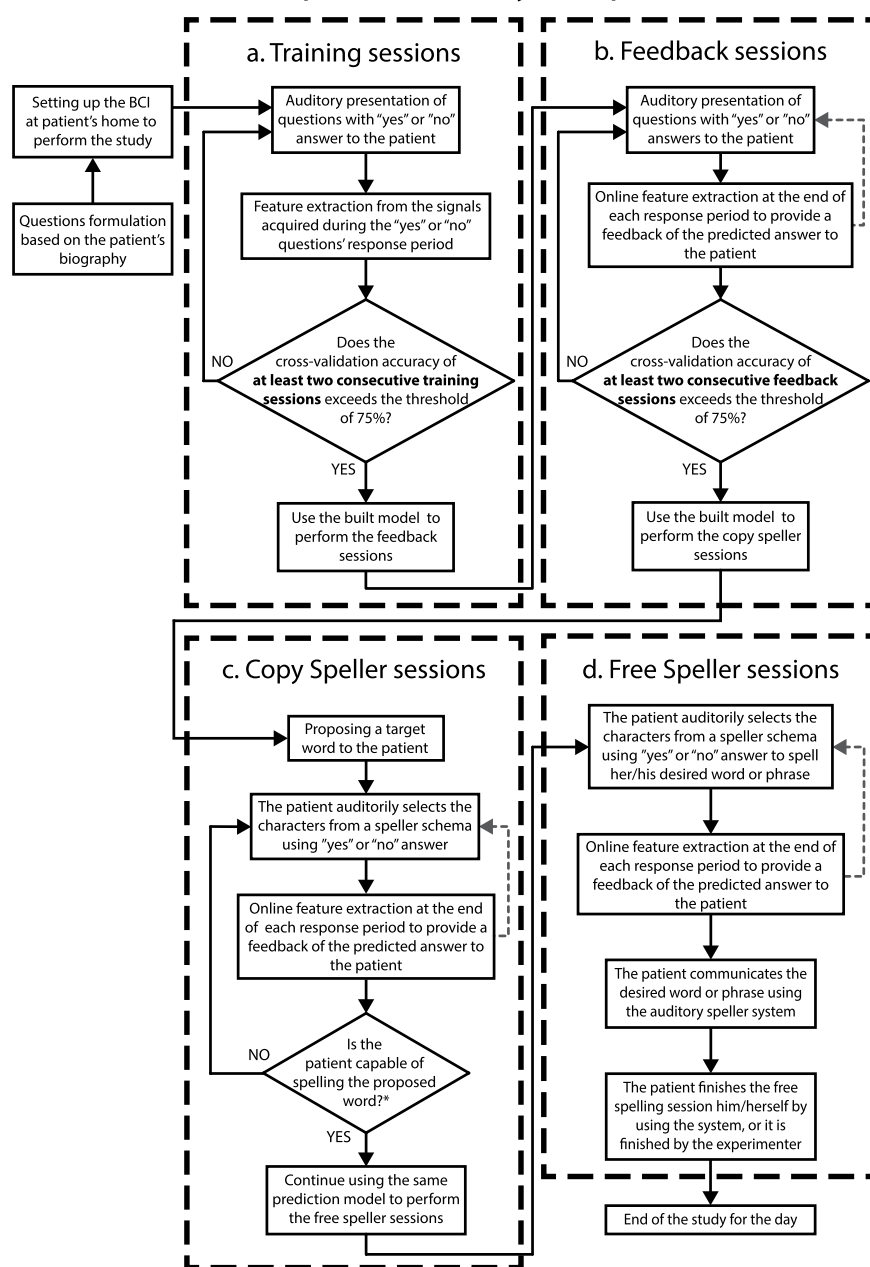 a. Training sessions
Setting up the BCI
at patient's home to
perform the study
Questions formulation
based on the patient's
biography
Auditory presentation of
questions with "yes" or "no"
answer to the patient
Feature extraction from the signals
acquired during the "yes" or "no"
questions' response period
Does the
cross-validation accuracy of
at least two consecutive training
sessions exceeds the threshold
of 75%?
NO
YES
Use the built model to
perform the feedback
sessions
b. Feedback sessions
Auditory presentation of
questions with "yes" or "no"
answers to the patient
Online feature extraction at the end of
each response period to provide a
feedback of the predicted answer to
the patient
Does the
cross-validation accuracy of
at least two consecutive feedback
sessions exceeds the threshold
of 75%?
NO
YES
Use the built model to
perform the copy speller
sessions
c. Copy Speller sessions
Proposing a target
word to the patient
The patient auditorily selects the
characters from a speller schema
using "yes" or "no" answer
Online feature extraction at the end
of each response period to provide a
feedback of the predicted answer to
the patient
Is the
patient capable of
spelling the proposed
word?*
NO
YES
Continue using the same
prediction model to perform
the free speller sessions
d. Free Speller sessions
The patient auditorily selects the
characters from a speller schema
using "yes" or "no" answer to spell
her/his desired word or phrase
Online feature extraction at the end of
each response period to provide a
feedback of the predicted answer to
the patient
The patient communicates the
desired word or phrase using
the auditory speller system
The patient finishes the free
spelling session him/herself by
using the system, or it is
finished by the experimenter
End of the study for the day